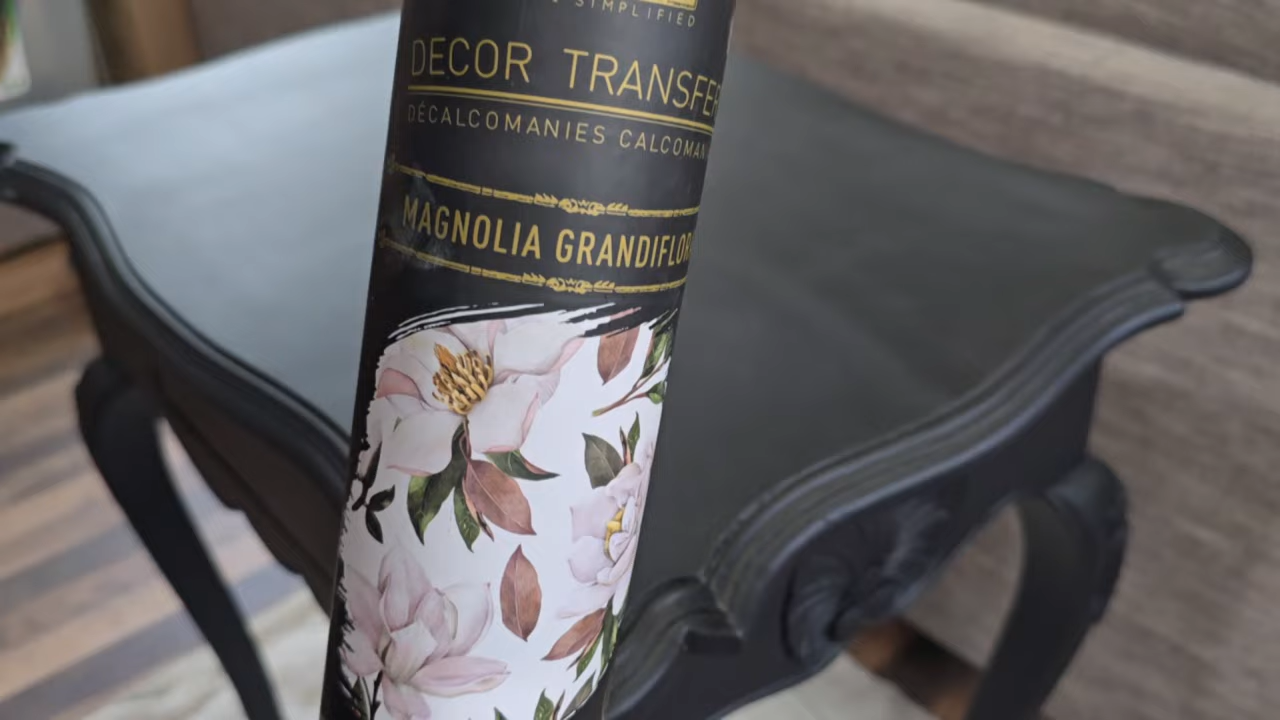 SIMPLIFIED
DECOR TRANSFER
DÉCALCOMANIES CALCOMAN
MAGNOLIA GRANDIFLOR